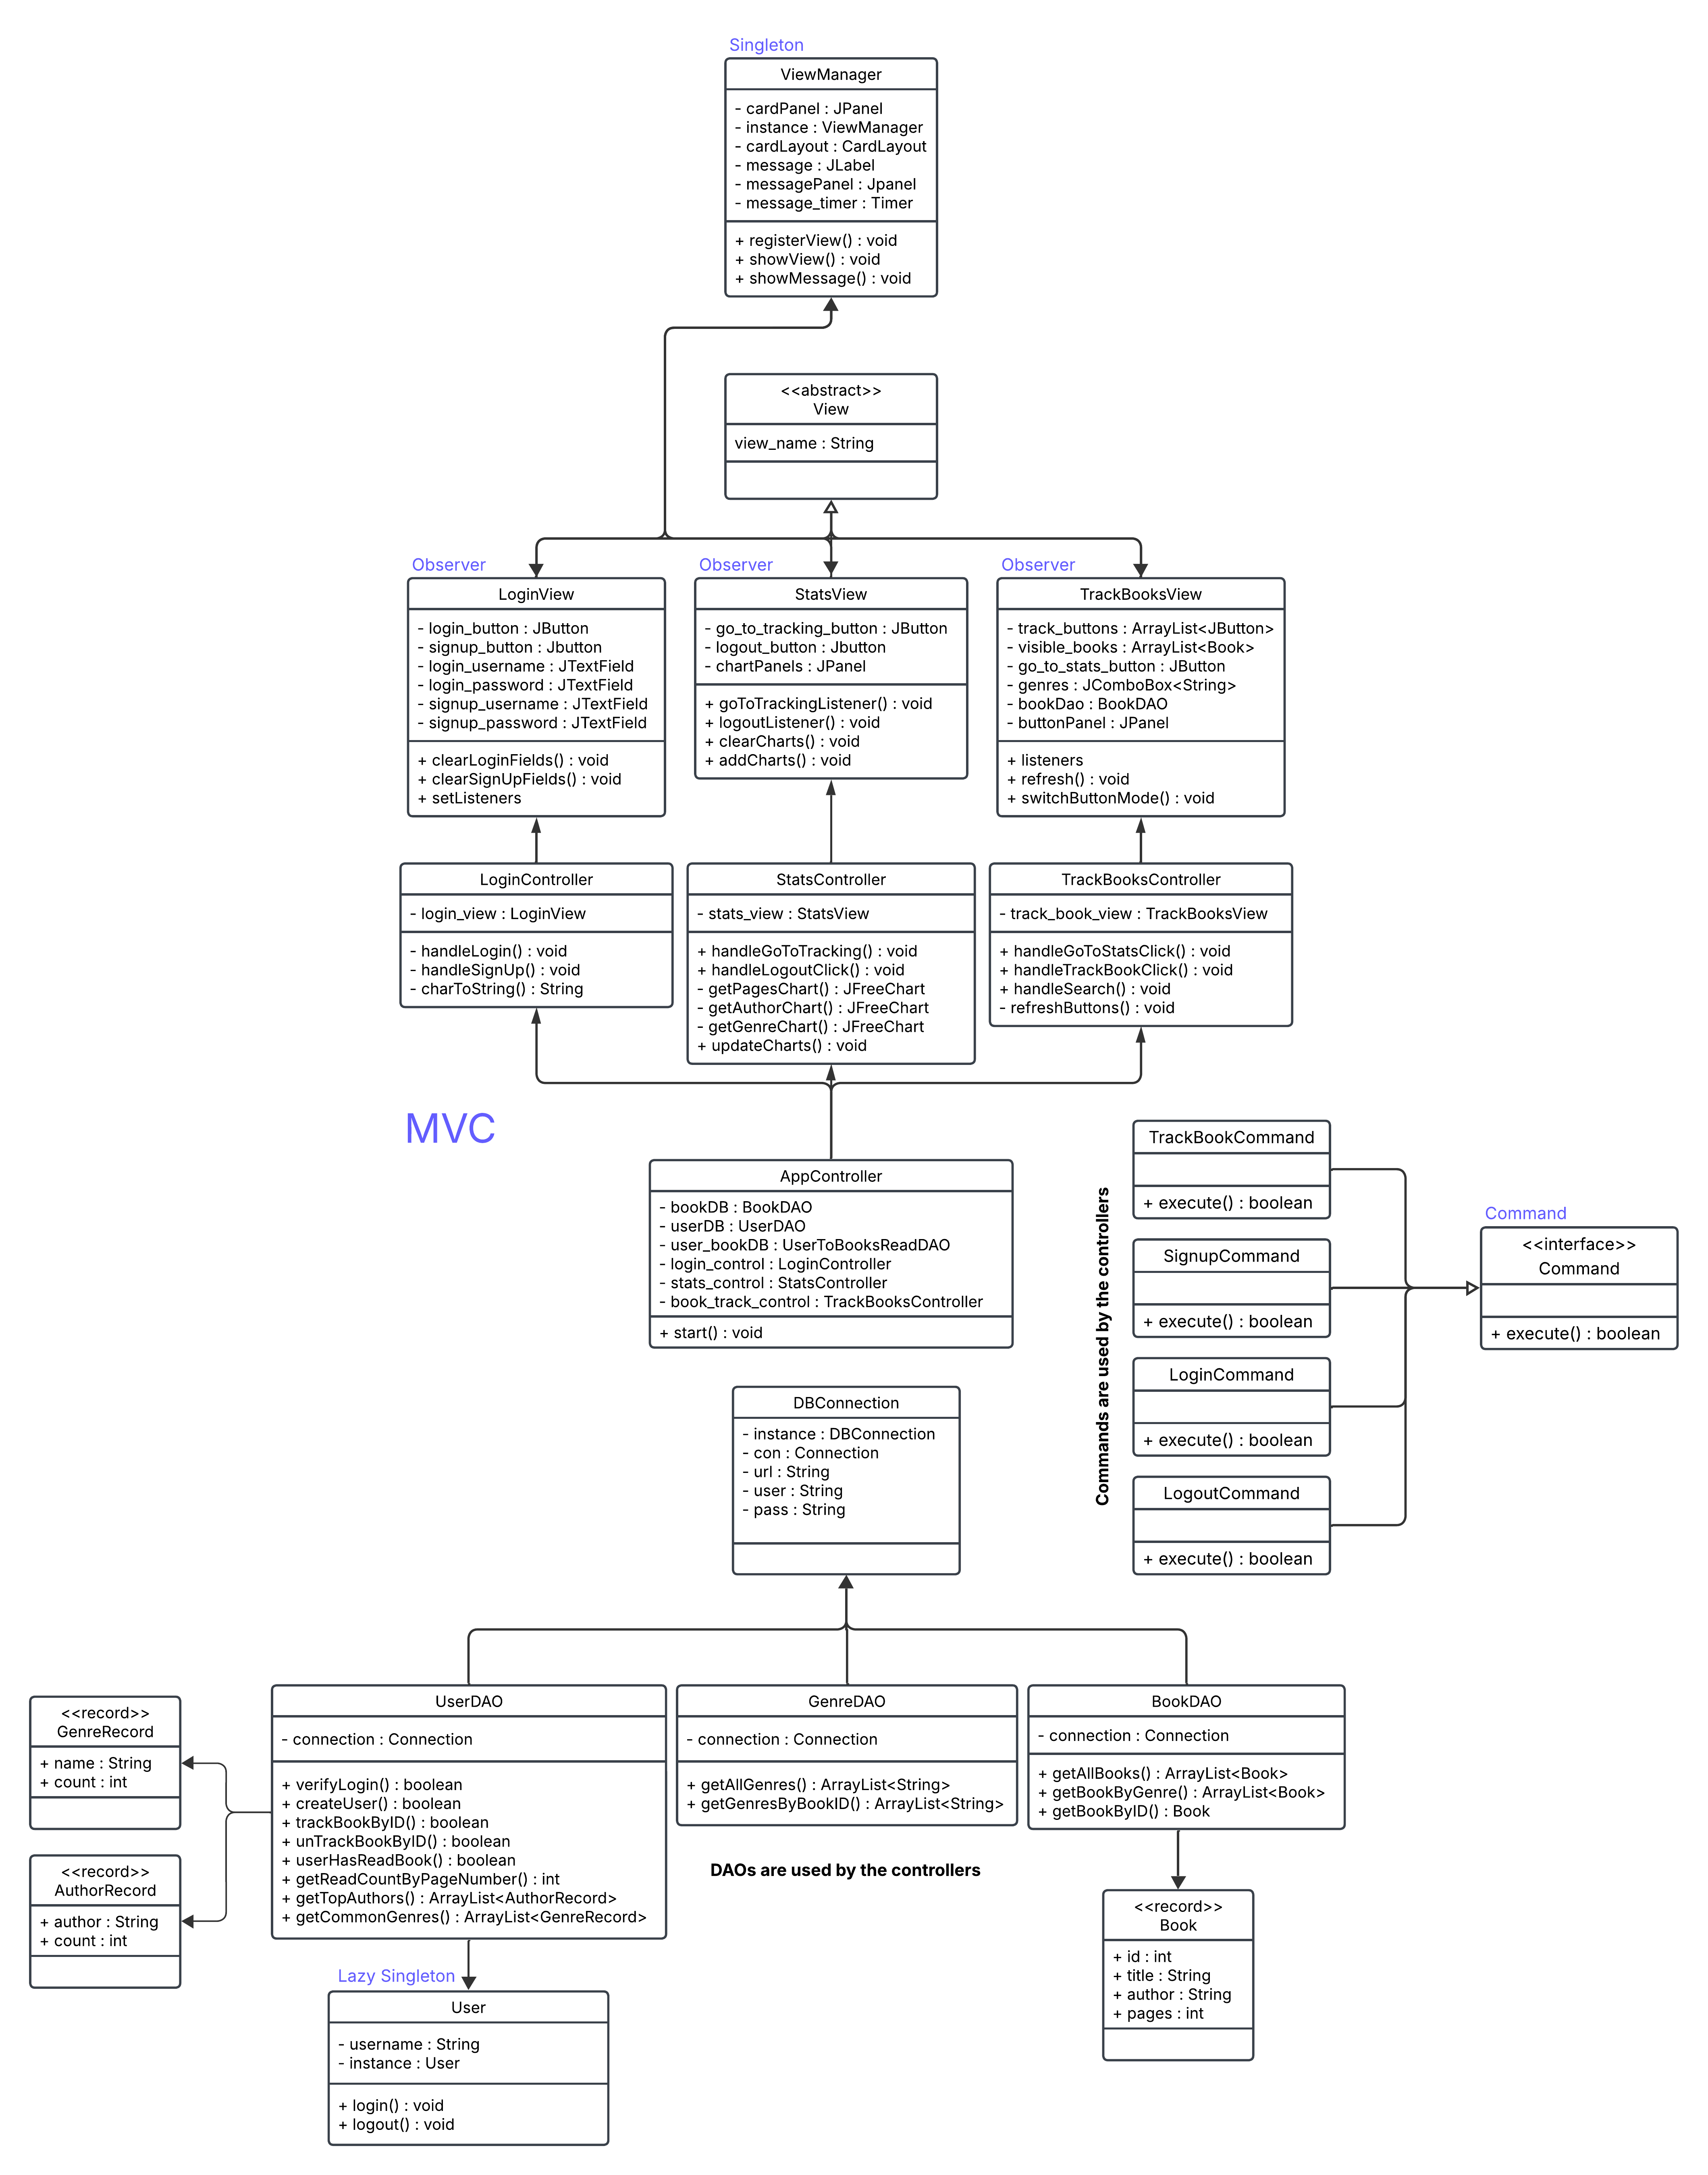 Singleton
ViewManager
- cardPanel : JPanel
- instance : ViewManager
- cardLayout : CardLayout
- message : JLabel
- messagePanel : Jpanel
- message_timer : Timer
+ registerView() : void
+ showView() : void
+ showMessage() : void
<<abstract>>
View
view_name : String
Observer
LoginView
- login_button : JButton
- signup_button : Jbutton
- login_username : JTextField
- login_password : JTextField
- signup_username : JTextField
- signup_password : JTextField
+ clearLoginFields() : void
+ clearSignUpFields() : void
+ setListeners
Observer
StatsView
- go_to_tracking_button : JButton
- logout_button : Jbutton
- chartPanels : JPanel
+ goToTrackingListener() : void
+ logoutListener() : void
+ clearCharts() : void
+ addCharts() : void
Observer
TrackBooksView
- track_buttons : ArrayList<JButton>
- visible_books : ArrayList<Book>
- go_to_stats_button : JButton
- genres : JComboBox<String>
- bookDao : BookDAO
- buttonPanel : JPanel
+ listeners
+ refresh() : void
+ switchButtonMode() : void
LoginController
- login_view : LoginView
- handleLogin() : void
- handleSignUp() : void
- charToString() : String
StatsController
- stats_view : StatsView
+ handleGoToTracking() : void
+ handleLogoutClick() : void
- getPagesChart() : JFreeChart
- getAuthorChart() : JFreeChart
- getGenreChart() : JFreeChart
+ updateCharts() : void
TrackBooksController
- track_book_view : TrackBooksView
+ handleGoToStatsClick() : void
+ handleTrackBookClick() : void
+ handleSearch() : void
- refreshButtons() : void
MVC
AppController
- bookDB : BookDAO
- userDB : UserDAO
- user_bookDB : UserToBooksReadDAO
- login_control : LoginController
- stats_control : StatsController
- book_track_control : TrackBooksController
+ start() : void
Commands are used by the controllers
TrackBookCommand
+ execute() : boolean
SignupCommand
+ execute() : boolean
LoginCommand
+ execute() : boolean
LogoutCommand
+ execute() : boolean
Command
<<interface>>
Command
+ execute() : boolean
DBConnection
- instance : DBConnection
- con : Connection
- url : String
- user : String
- pass : String
<<record>>
GenreRecord
+ name : String
+ count : int
<<record>>
AuthorRecord
+ author : String
+ count : int
UserDAO
- connection : Connection
+ verifyLogin() : boolean
+ createUser() : boolean
+ trackBookByID() : boolean
+ unTrackBookByID() : boolean
+ userHasReadBook() : boolean
+ getReadCountByPageNumber() : int
+ getTopAuthors() : ArrayList<AuthorRecord>
+ getCommonGenres() : ArrayList<GenreRecord>
GenreDAO
- connection : Connection
+ getAllGenres() : ArrayList<String>
+ getGenresByBookID() : ArrayList<String>
BookDAO
- connection : Connection
+ getAllBooks() : ArrayList<Book>
+ getBookByGenre() : ArrayList<Book>
+ getBookByID() : Book
DAOs are used by the controllers
<<record>>
Book
+ id : int
+ title : String
+ author : String
+ pages : int
Lazy Singleton
User
- username : String
- instance : User
+ login() : void
+ logout() : void